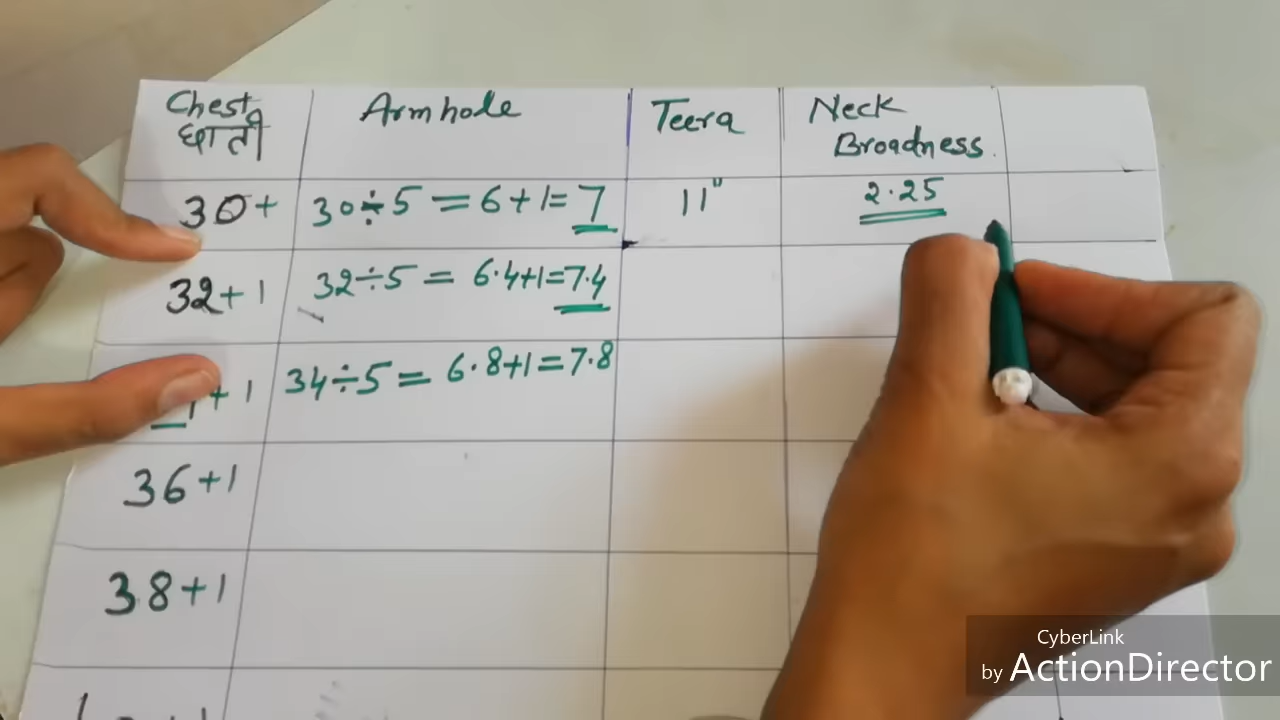 Chest Armhole Teera Neck
छाती Broadness.
30+ 30÷5 = 6+1= 7 11" 2.25
32+1 32÷5 = 6.4+1=7.4
+1 34÷5 = 6.8+1=7.8
36+1
38+1
CyberLink
by ActionDirector